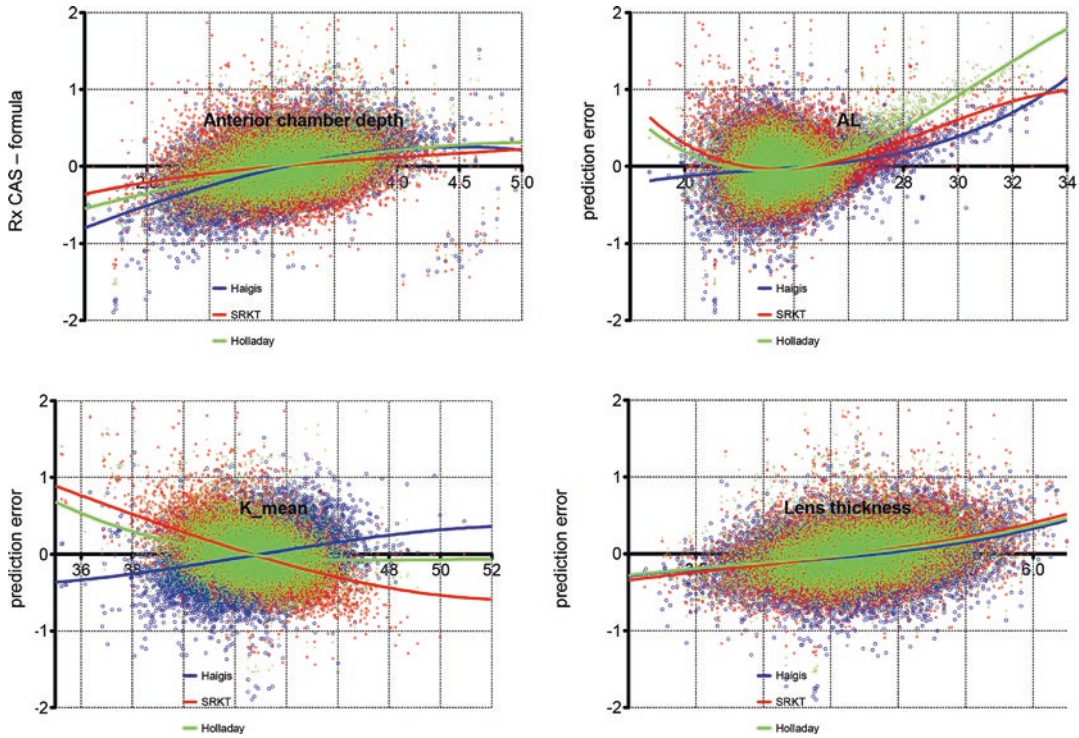 2
1
0
-1
-2
Rx CAS – formula
Anterior chamber depth
4.0 4.5 5.0
Haigis
SRKT
Holladay
2
1
0
-1
-2
prediction error
AL
20 28 30 32 34
Haigis
SRKT
Holladay
2
1
0
-1
-2
prediction error
K_mean
36 38 48 50 52
Haigis
SRKT
Holladay
2
1
0
-1
-2
prediction error
Lens thickness
6.0
Haigis
SRKT
Holladay